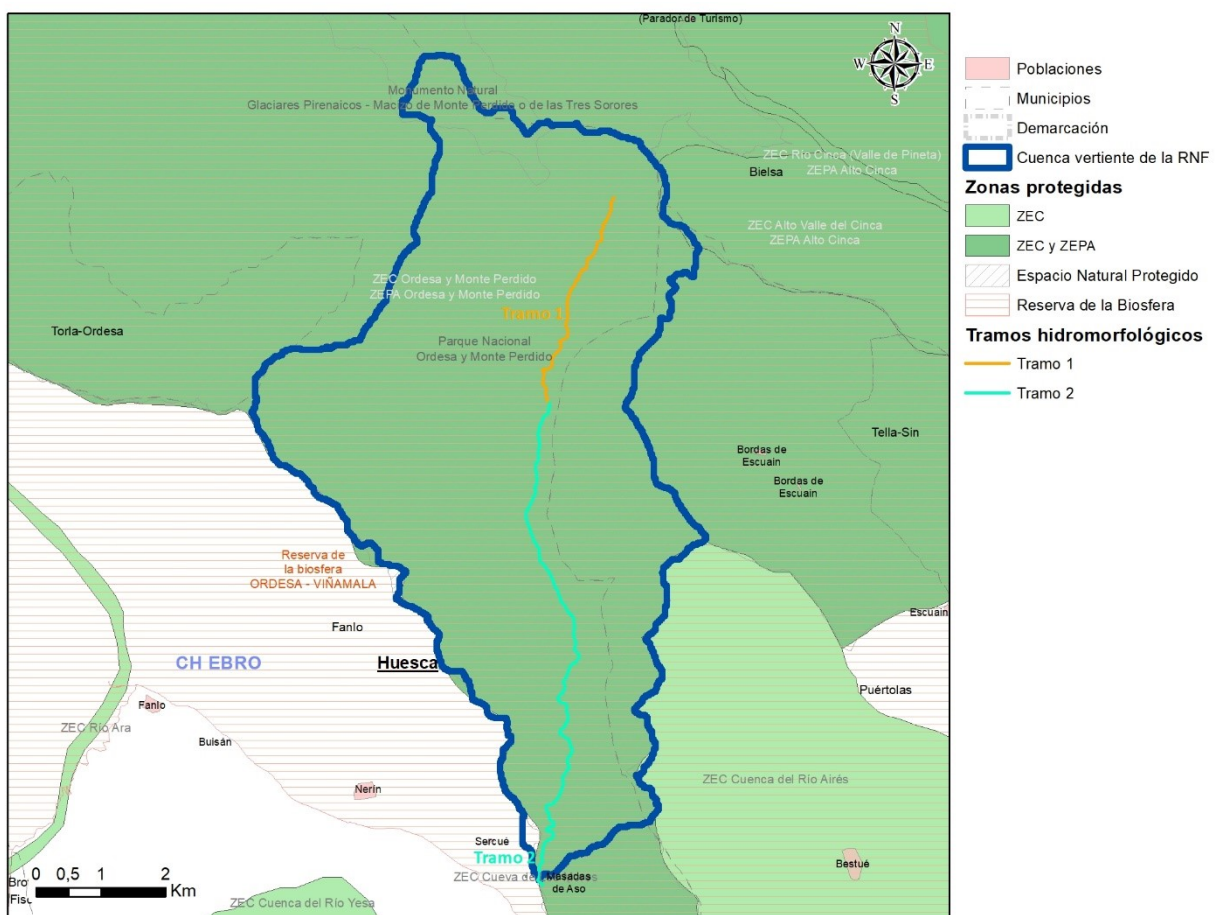 (Parador de Turismo)
N
W E
S
Monumento Natural
Glaciares Pirenaicos - Macizo de Monte Perdido o de las Tres Sorores
ZEC Río Cinca (Valle de Pineta)
ZEPA Alto Cinca
Bielsa
ZEC Alto Valle del Cinca
ZEPA Alto Cinca
ZEC Ordesa y Monte Perdido
ZEPA Ordesa y Monte Perdido
Tramo 1
Torla-Ordesa
Parque Nacional
Ordesa y Monte Perdido
Tella-Sin
Bordas de
Escuain
Bordas de
Escuain
Reserva de
la biosfera
ORDESA - VIÑAMALA
Escuain
Fanlo
CH EBRO
Huesca
Puértolas
Fanlo
ZEC Río Ara
Buisán
ZEC Cuenca del Río Airés
Nerín
Sercué
Tramo 2
Bestué
ZEC Cueva de
Mesadas
de Aso
0 0,5 1 2
Km
Bro
Fisc
ZEC Cuenca del Río Yesa
Poblaciones
Municipios
Demarcación
Cuenca vertiente de la RNF
Zonas protegidas
ZEC
ZEC y ZEPA
Espacio Natural Protegido
Reserva de la Biosfera
Tramos hidromorfológicos
Tramo 1
Tramo 2